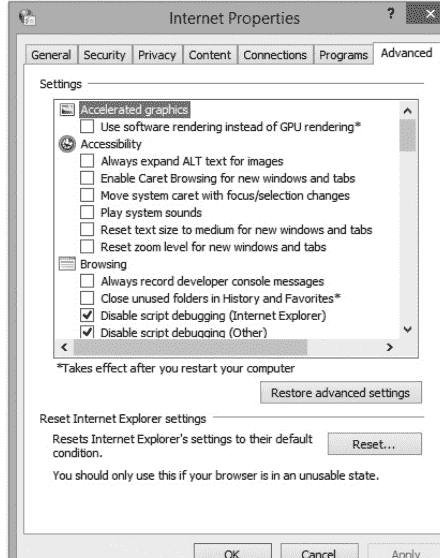 Internet Properties
?
General Security Privacy Content Connections Programs Advanced
Settings
Accelerated graphics
Use software rendering instead of GPU rendering*
Accessibility
Always expand ALT text for images
Enable Caret Browsing for new windows and tabs
Move system caret with focus/selection changes
Play system sounds
Reset text size to medium for new windows and tabs
Reset zoom level for new windows and tabs
Browsing
Always record developer console messages
Close unused folders in History and Favorites*
Disable script debugging (Internet Explorer)
Disable script debugging (Other)
*Takes effect after you restart your computer
Restore advanced settings
Reset Internet Explorer settings
Resets Internet Explorer's settings to their default
condition.
Reset...
You should only use this if your browser is in an unusable state.
OK Cancel Apply